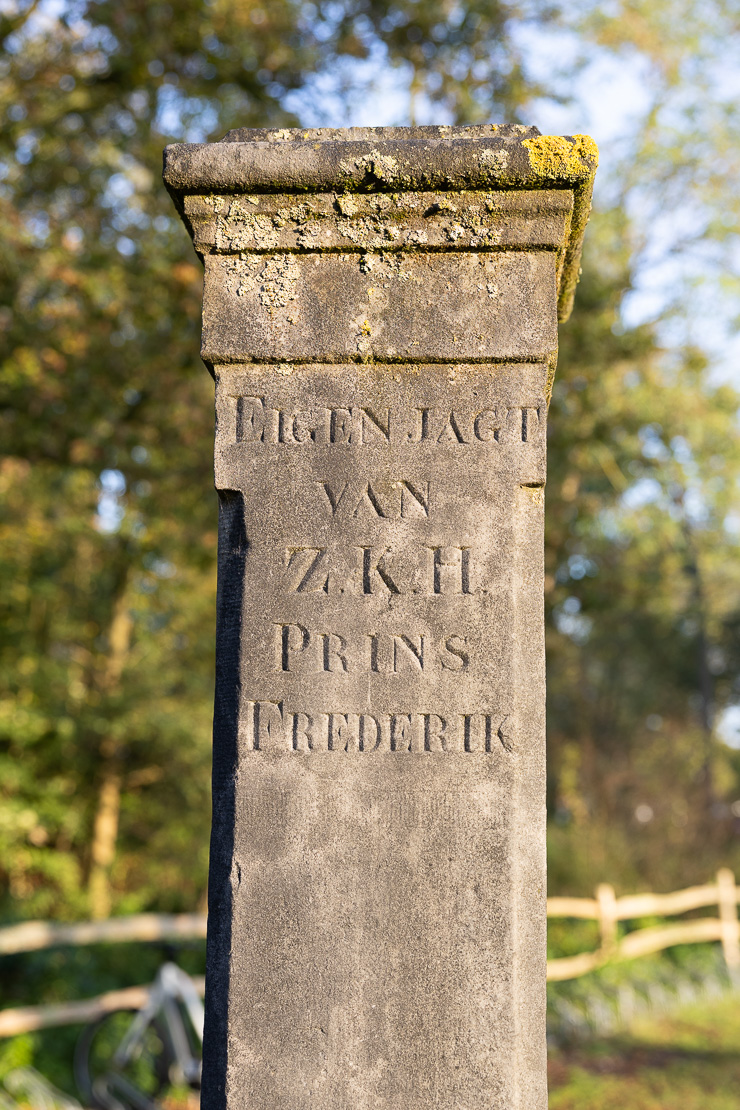 EIGEN JAGT
VAN
Z.K.H.
PRINS
FREDERIK